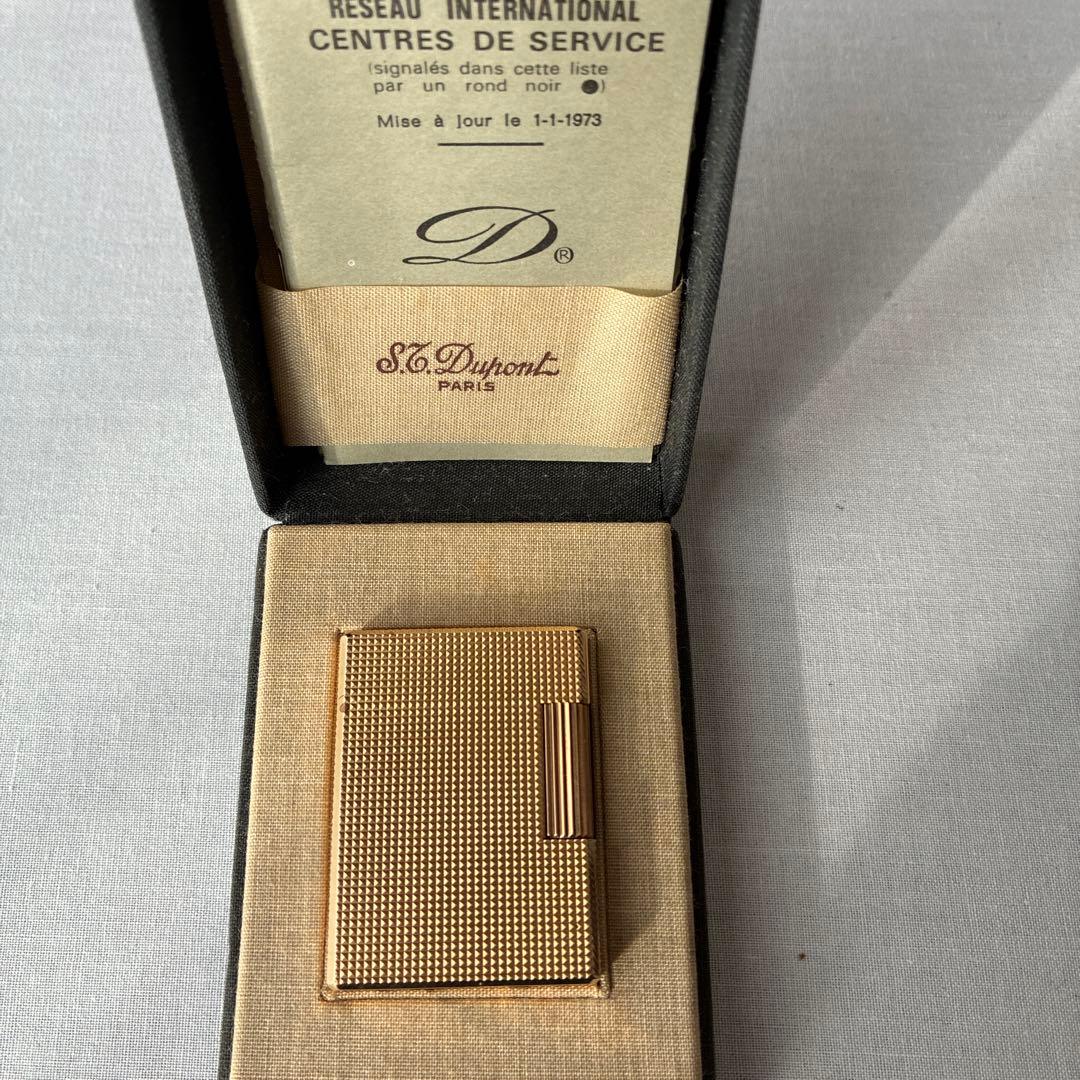 RESEAU INTERNATIONAL
CENTRES DE SERVICE
(signalés dans cette liste
par un rond noir ●)
Mise à jour le 1-1-1973
D®
S.T. Dupont
PARIS